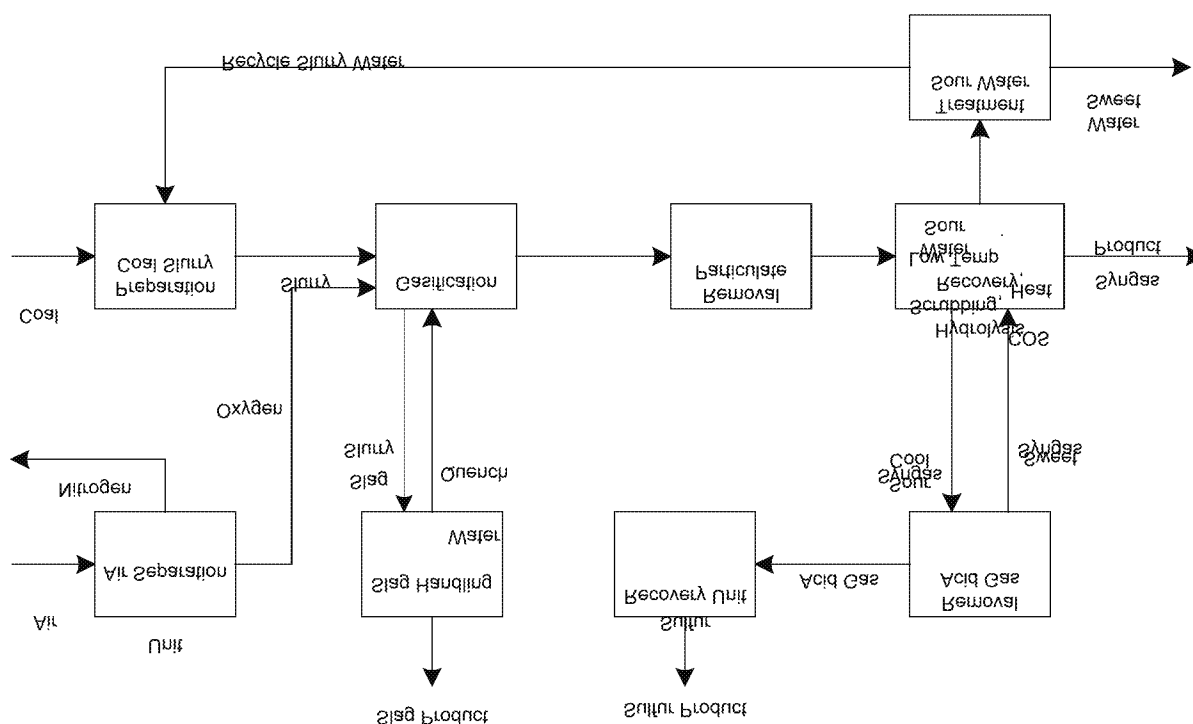 Recycle Slurry Water
Sour Water
Treatment
Sweet
Water
Coal
Coal Slurry
Preparation
Slurry
Gasification
Particulate
Removal
Sour
Water
Low Temp
Recovery,
Scrubbing, Heat
Hydrolysis
COS
Product
Syngas
Oxygen
Slurry
Slag
Quench
Water
Cool
Syngas
Sour
Syngas
Sweet
Nitrogen
Air
Air Separation
Unit
Slag Handling
Slag Product
Recovery Unit
Sulfur
Sulfur Product
Acid Gas
Acid Gas
Removal